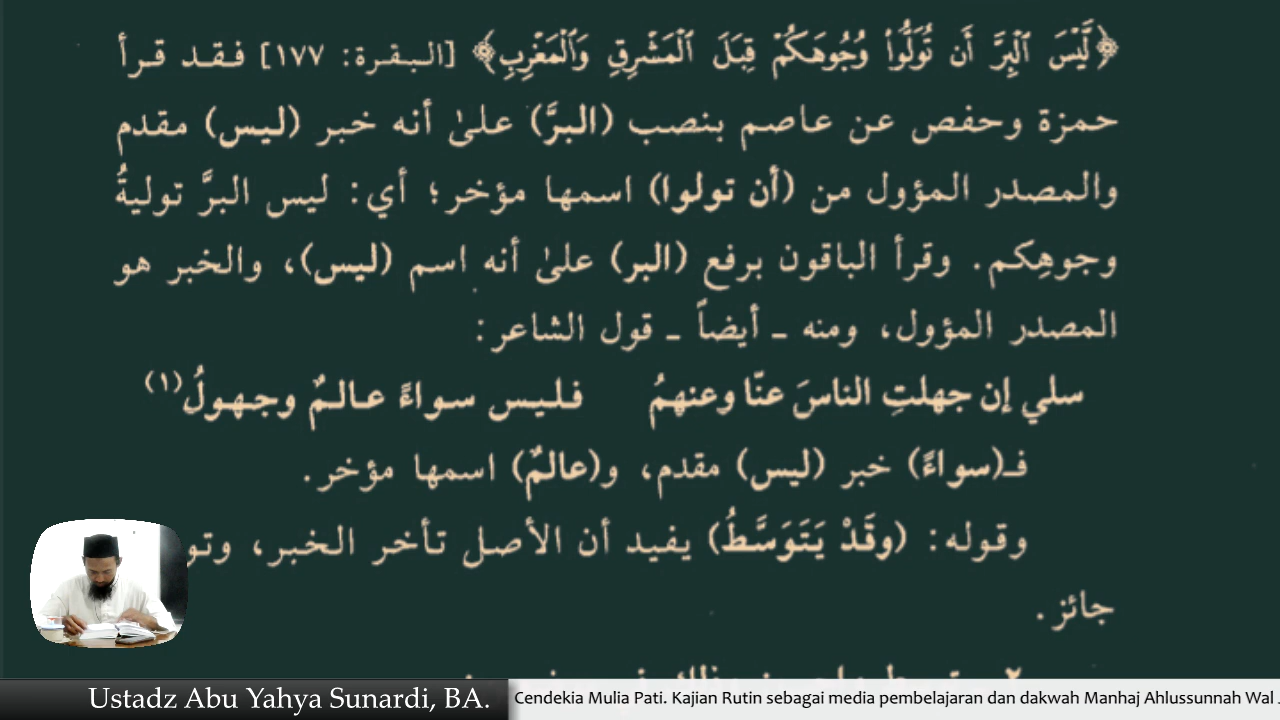 ﴿لَّيْسَ ٱلْبِرَّ أَن تُوَلُّوا۟ وُجُوهَكُمْ قِبَلَ ٱلْمَشْرِقِ وَٱلْمَغْرِبِ﴾ [البقرة: ١٧٧] فقد قرأ
حمزة وحفص عن عاصم بنصب (البرَّ) علىٰ أنه خبر (ليس) مقدم
والمصدر المؤول من (أن تولوا) اسمها مؤخر؛ أي: ليس البرَّ توليةُ
وجوهِكم. وقرأ الباقون برفع (البر) علىٰ أنه اسم (ليس)، والخبر هو
المصدر المؤول، ومنه ـ أيضاً ـ قول الشاعر:
سلي إن جهلتِ الناسَ عنّا وعنهمُ فليس سواءً عالمٌ وجهولُ(١)
فـ(سواءً) خبر (ليس) مقدم، و(عالمٌ) اسمها مؤخر.
وقوله: (وقَدْ يَتَوَسَّطُ) يفيد أن الأصل تأخر الخبر،
جائز.
Ustadz Abu Yahya Sunardi, BA.
Cendekia Mulia Pati. Kajian Rutin sebagai media pembelajaran dan dakwah Manhaj Ahlussunnah Wal